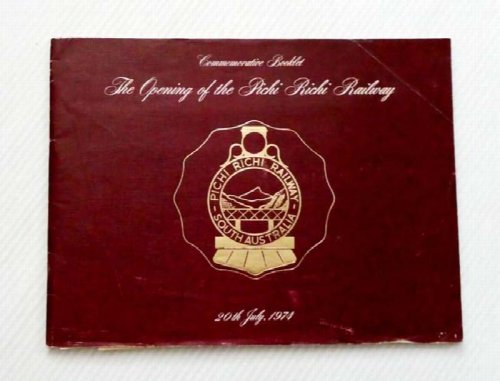 Commemorative Booklet
The Opening of the Pichi Richi Railway
- PICHI RICHI RAILWAY -
SOUTH AUSTRALIA
20th July, 1974